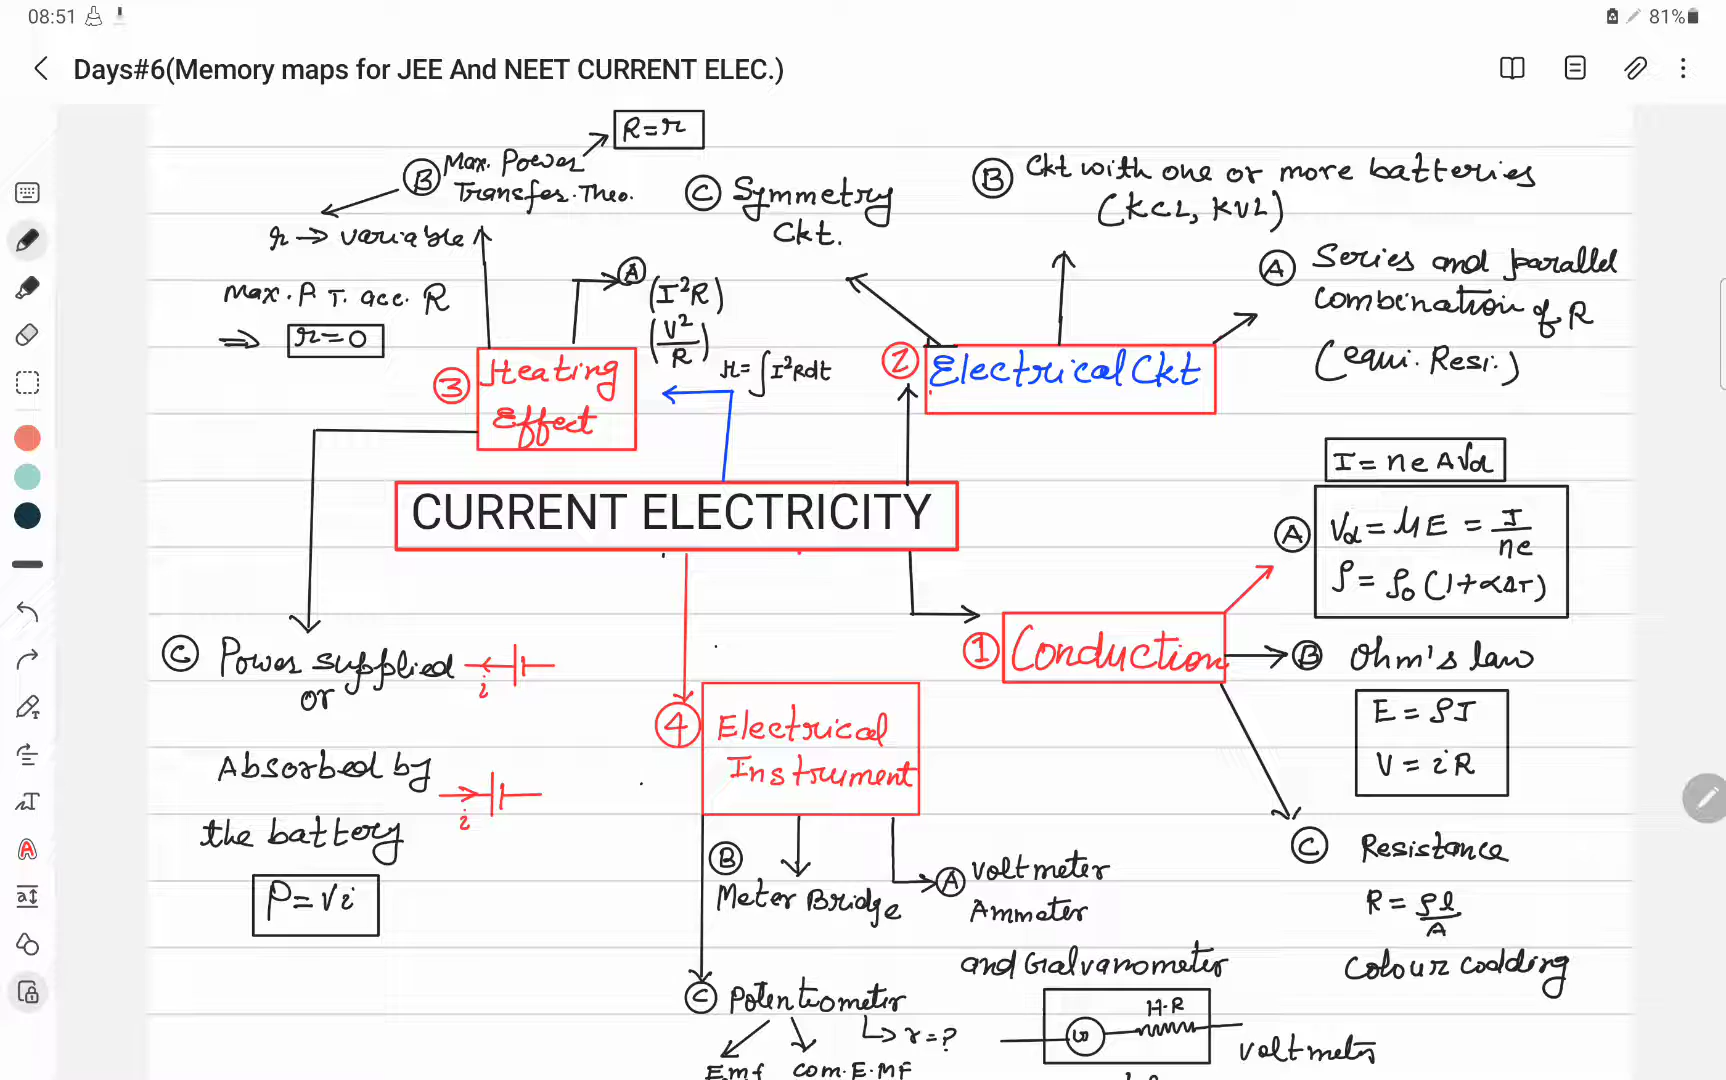 08:51
81%
Days#6(Memory maps for JEE And NEET CURRENT ELEC.)
R=r
B Max. Power
Transfer. Theo.
r → variable
Max. P T. acc. R
⇒ r=0
A (I²R)
(V²/R)
H=∫I²Rdt
3 Heating
Effect
C Symmetry
Ckt.
B Ckt with one or more batteries
(KCL, KVL)
A Series and parallel
combination of R
(equi. Resi.)
2 Electrical Ckt
CURRENT ELECTRICITY
I = neAVd
A Vd = μE = J/ne
ρ = ρ₀(1+αΔT)
1 Conduction
B Ohm's law
E = ρJ
V = iR
C Resistance
R = ρl/A
Colour codding
C Power supplied
or
i
Absorbed by
i
the battery
P = Vi
4 Electrical
Instrument
B
Meter Bridge
A Voltmeter
Ammeter
and Galvanometer
C Potentiometer
r=?
Emf
Com. E.MF
H.R
G
Voltmeter